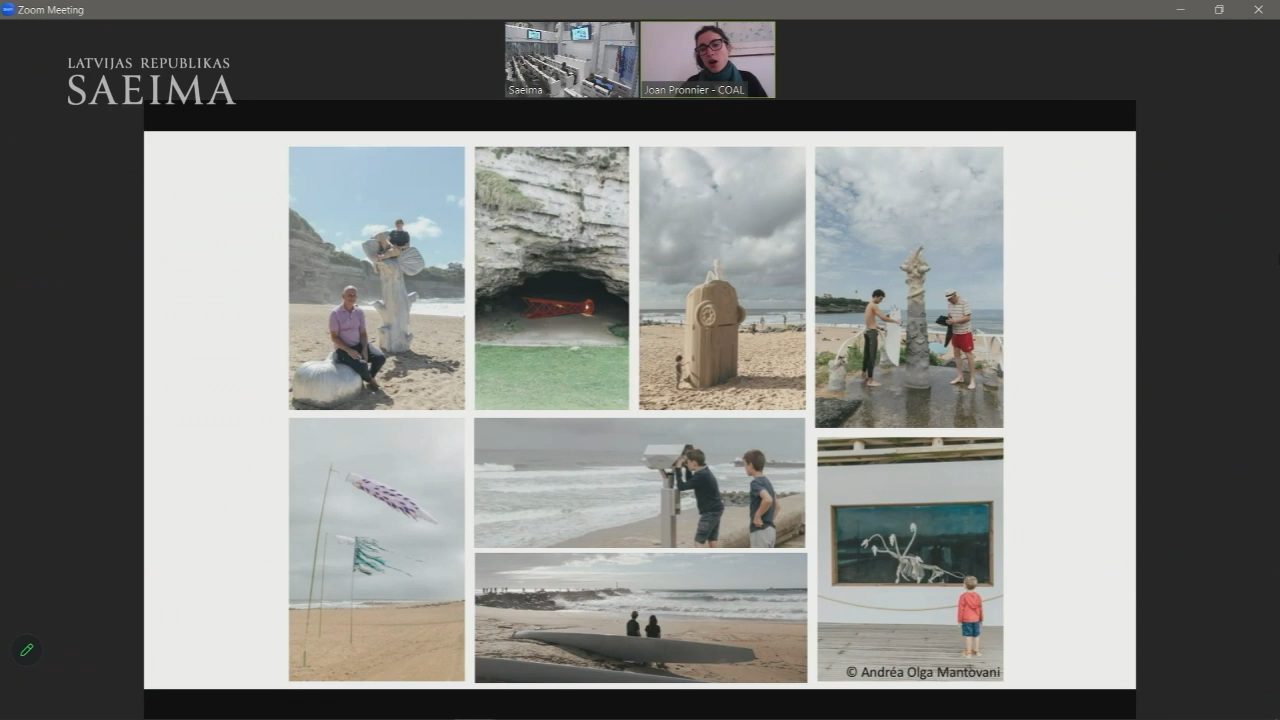 Zoom Meeting
LATVIJAS REPUBLIKAS
SAEIMA
Saeima
Joan Pronnier - COAL
© Andréa Olga Mantovani